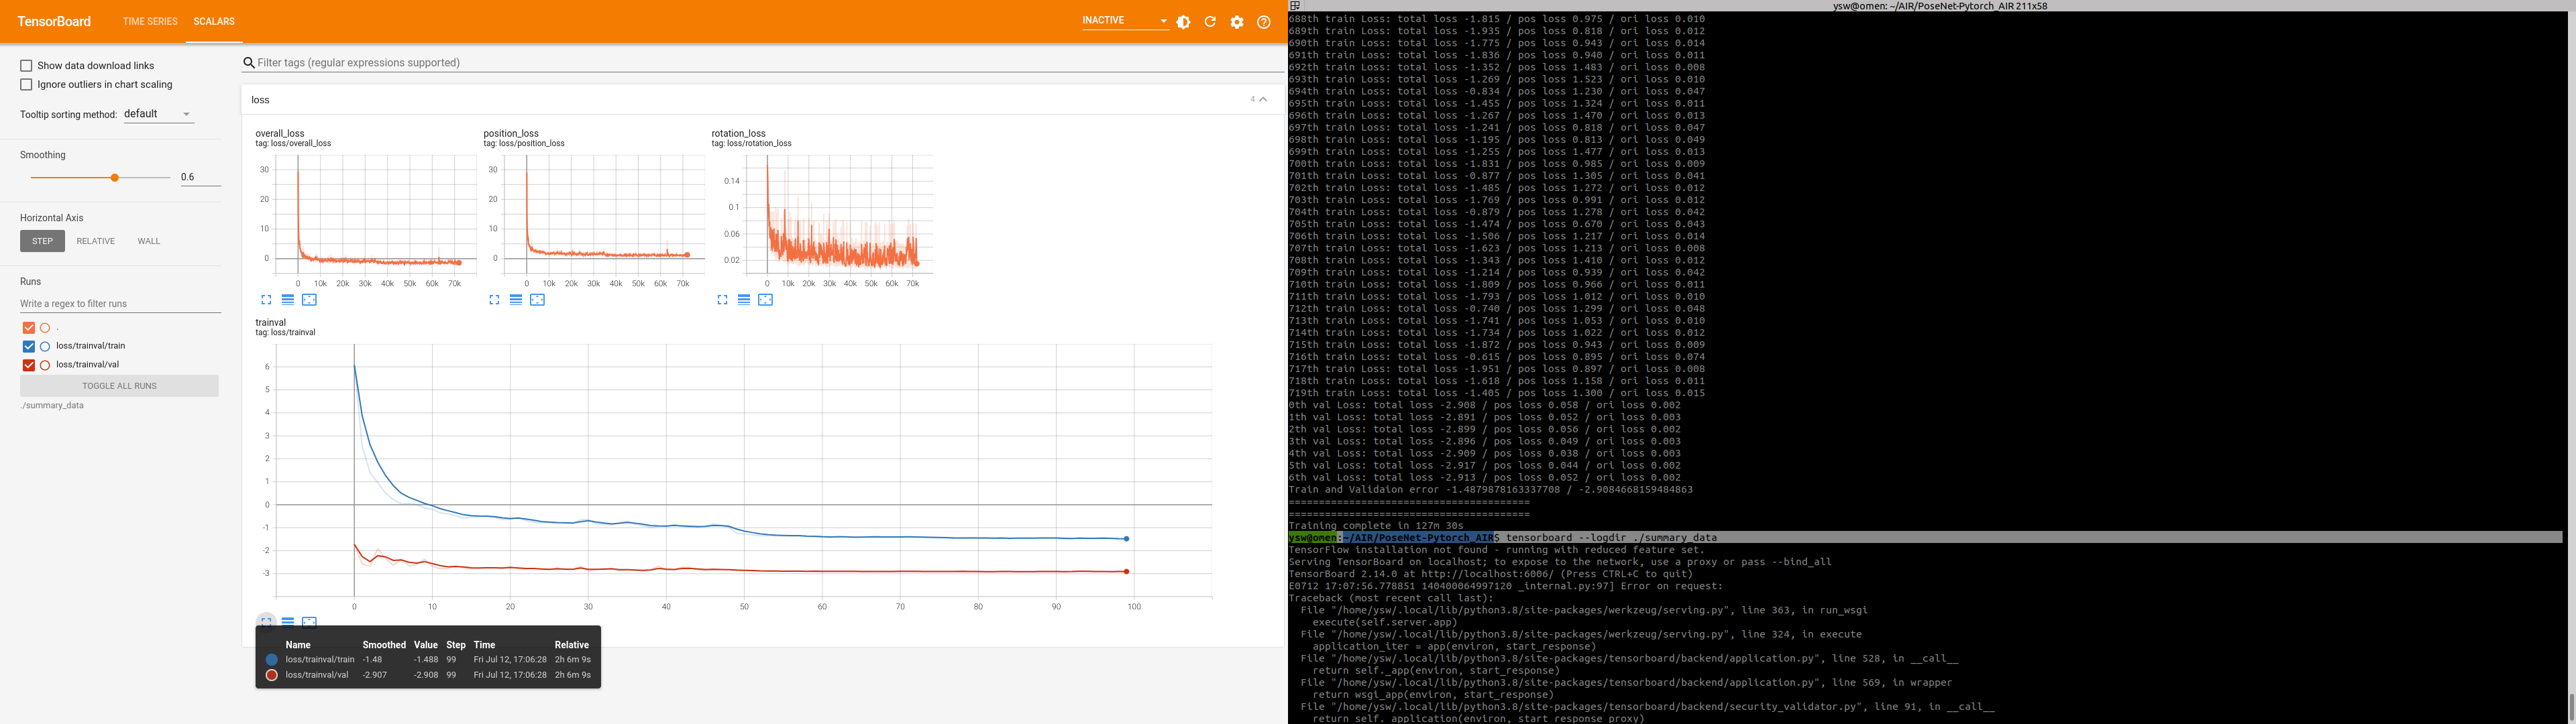 TensorBoard
TIME SERIES
SCALARS
INACTIVE
Show data download links
Ignore outliers in chart scaling
Tooltip sorting method: default
Smoothing
0.6
Horizontal Axis
STEP RELATIVE WALL
Runs
Write a regex to filter runs
.
loss/trainval/train
loss/trainval/val
TOGGLE ALL RUNS
./summary_data
Filter tags (regular expressions supported)
loss
4
overall_loss
tag: loss/overall_loss
30
20
10
0
0 10k 20k 30k 40k 50k 60k 70k
position_loss
tag: loss/position_loss
30
20
10
0
0 10k 20k 30k 40k 50k 60k 70k
rotation_loss
tag: loss/rotation_loss
0.14
0.1
0.06
0.02
0 10k 20k 30k 40k 50k 60k 70k
trainval
tag: loss/trainval
6
5
4
3
2
1
0
-1
-2
-3
0 10 20 30 40 50 60 70 80 90 100
Name Smoothed Value Step Time Relative
loss/trainval/train -1.48 -1.488 99 Fri Jul 12, 17:06:28 2h 6m 9s
loss/trainval/val -2.907 -2.908 99 Fri Jul 12, 17:06:28 2h 6m 9s
ysw@omen: ~/AIR/PoseNet-Pytorch_AIR 211x58
688th train Loss: total loss -1.815 / pos loss 0.975 / ori loss 0.010
689th train Loss: total loss -1.935 / pos loss 0.818 / ori loss 0.012
690th train Loss: total loss -1.775 / pos loss 0.943 / ori loss 0.014
691th train Loss: total loss -1.836 / pos loss 0.940 / ori loss 0.011
692th train Loss: total loss -1.352 / pos loss 1.483 / ori loss 0.008
693th train Loss: total loss -1.269 / pos loss 1.523 / ori loss 0.010
694th train Loss: total loss -0.834 / pos loss 1.230 / ori loss 0.047
695th train Loss: total loss -1.455 / pos loss 1.324 / ori loss 0.011
696th train Loss: total loss -1.267 / pos loss 1.470 / ori loss 0.013
697th train Loss: total loss -1.241 / pos loss 0.818 / ori loss 0.047
698th train Loss: total loss -1.195 / pos loss 0.813 / ori loss 0.049
699th train Loss: total loss -1.255 / pos loss 1.477 / ori loss 0.013
700th train Loss: total loss -1.831 / pos loss 0.985 / ori loss 0.009
701th train Loss: total loss -0.877 / pos loss 1.305 / ori loss 0.041
702th train Loss: total loss -1.485 / pos loss 1.272 / ori loss 0.012
703th train Loss: total loss -1.769 / pos loss 0.991 / ori loss 0.012
704th train Loss: total loss -0.879 / pos loss 1.278 / ori loss 0.042
705th train Loss: total loss -1.474 / pos loss 0.670 / ori loss 0.043
706th train Loss: total loss -1.506 / pos loss 1.217 / ori loss 0.014
707th train Loss: total loss -1.623 / pos loss 1.213 / ori loss 0.008
708th train Loss: total loss -1.343 / pos loss 1.410 / ori loss 0.012
709th train Loss: total loss -1.214 / pos loss 0.939 / ori loss 0.042
710th train Loss: total loss -1.809 / pos loss 0.966 / ori loss 0.011
711th train Loss: total loss -1.793 / pos loss 1.012 / ori loss 0.010
712th train Loss: total loss -0.740 / pos loss 1.299 / ori loss 0.048
713th train Loss: total loss -1.741 / pos loss 1.053 / ori loss 0.010
714th train Loss: total loss -1.734 / pos loss 1.022 / ori loss 0.012
715th train Loss: total loss -1.872 / pos loss 0.943 / ori loss 0.009
716th train Loss: total loss -0.615 / pos loss 0.895 / ori loss 0.074
717th train Loss: total loss -1.951 / pos loss 0.897 / ori loss 0.008
718th train Loss: total loss -1.618 / pos loss 1.158 / ori loss 0.011
719th train Loss: total loss -1.405 / pos loss 1.300 / ori loss 0.015
0th val Loss: total loss -2.908 / pos loss 0.058 / ori loss 0.002
1th val Loss: total loss -2.891 / pos loss 0.052 / ori loss 0.003
2th val Loss: total loss -2.899 / pos loss 0.056 / ori loss 0.002
3th val Loss: total loss -2.896 / pos loss 0.049 / ori loss 0.003
4th val Loss: total loss -2.909 / pos loss 0.038 / ori loss 0.003
5th val Loss: total loss -2.917 / pos loss 0.044 / ori loss 0.002
6th val Loss: total loss -2.913 / pos loss 0.052 / ori loss 0.002
Train and Validaion error -1.4879878163337708 / -2.9084668159484863
========================================
========================================
Training complete in 127m 30s
ysw@omen:~/AIR/PoseNet-Pytorch_AIR$ tensorboard --logdir ./summary_data
TensorFlow installation not found - running with reduced feature set.
Serving TensorBoard on localhost; to expose to the network, use a proxy or pass --bind_all
TensorBoard 2.14.0 at http://localhost:6006/ (Press CTRL+C to quit)
E0712 17:07:56.778851 140400064997120 _internal.py:97] Error on request:
Traceback (most recent call last):
File "/home/ysw/.local/lib/python3.8/site-packages/werkzeug/serving.py", line 363, in run_wsgi
execute(self.server.app)
File "/home/ysw/.local/lib/python3.8/site-packages/werkzeug/serving.py", line 324, in execute
application_iter = app(environ, start_response)
File "/home/ysw/.local/lib/python3.8/site-packages/tensorboard/backend/application.py", line 528, in __call__
return self._app(environ, start_response)
File "/home/ysw/.local/lib/python3.8/site-packages/tensorboard/backend/application.py", line 569, in wrapper
return wsgi_app(environ, start_response)
File "/home/ysw/.local/lib/python3.8/site-packages/tensorboard/backend/security_validator.py", line 91, in __call__
return self._application(environ, start_response_proxy)